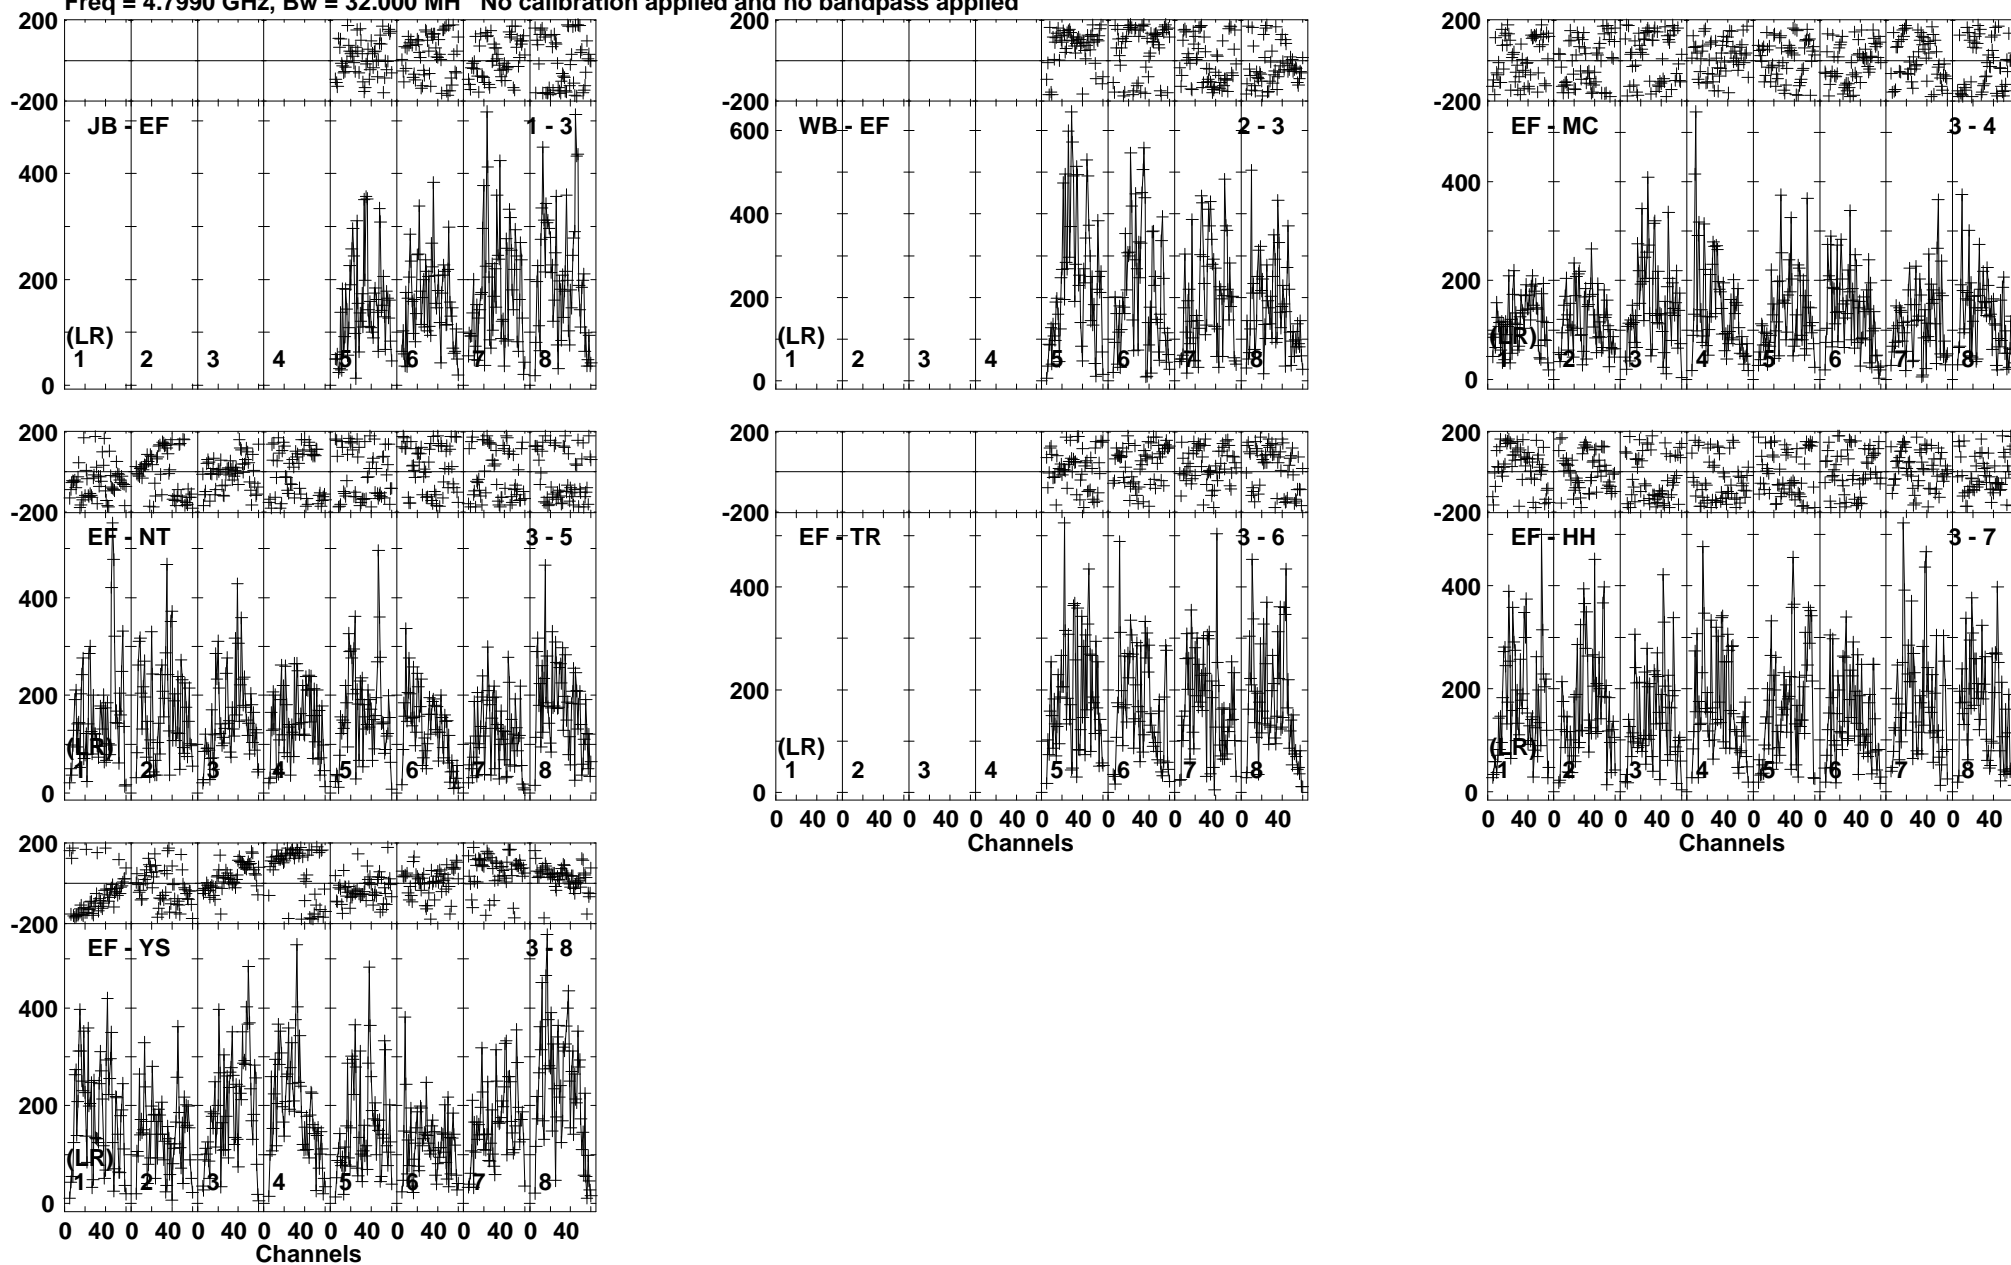 Freq = 4.7990 GHz, Bw = 32.000 MH No calibration applied and no bandpass applied
200
-200
JB - EF 1 - 3
400
200
(LR)
1 2 3 4 5 6 7 8
0
200
-200
WB - EF 2 - 3
600
400
200
(LR)
1 2 3 4 5 6 7 8
0
200
-200
EF - MC 3 - 4
400
200
(LR)
1 2 3 4 5 6 7 8
0
200
-200
EF - NT 3 - 5
400
200
(LR)
1 2 3 4 5 6 7 8
0
200
-200
EF - TR 3 - 6
400
200
(LR)
1 2 3 4 5 6 7 8
0
0 40 0 40 0 40 0 40 0 40 0 40 0 40 0 40
Channels
200
-200
EF - HH 3 - 7
400
200
(LR)
1 2 3 4 5 6 7 8
0
0 40 0 40 0 40 0 40 0 40 0 40 0 40 0 40
Channels
200
-200
EF - YS 3 - 8
400
200
(LR)
1 2 3 4 5 6 7 8
0
0 40 0 40 0 40 0 40 0 40 0 40 0 40 0 40
Channels